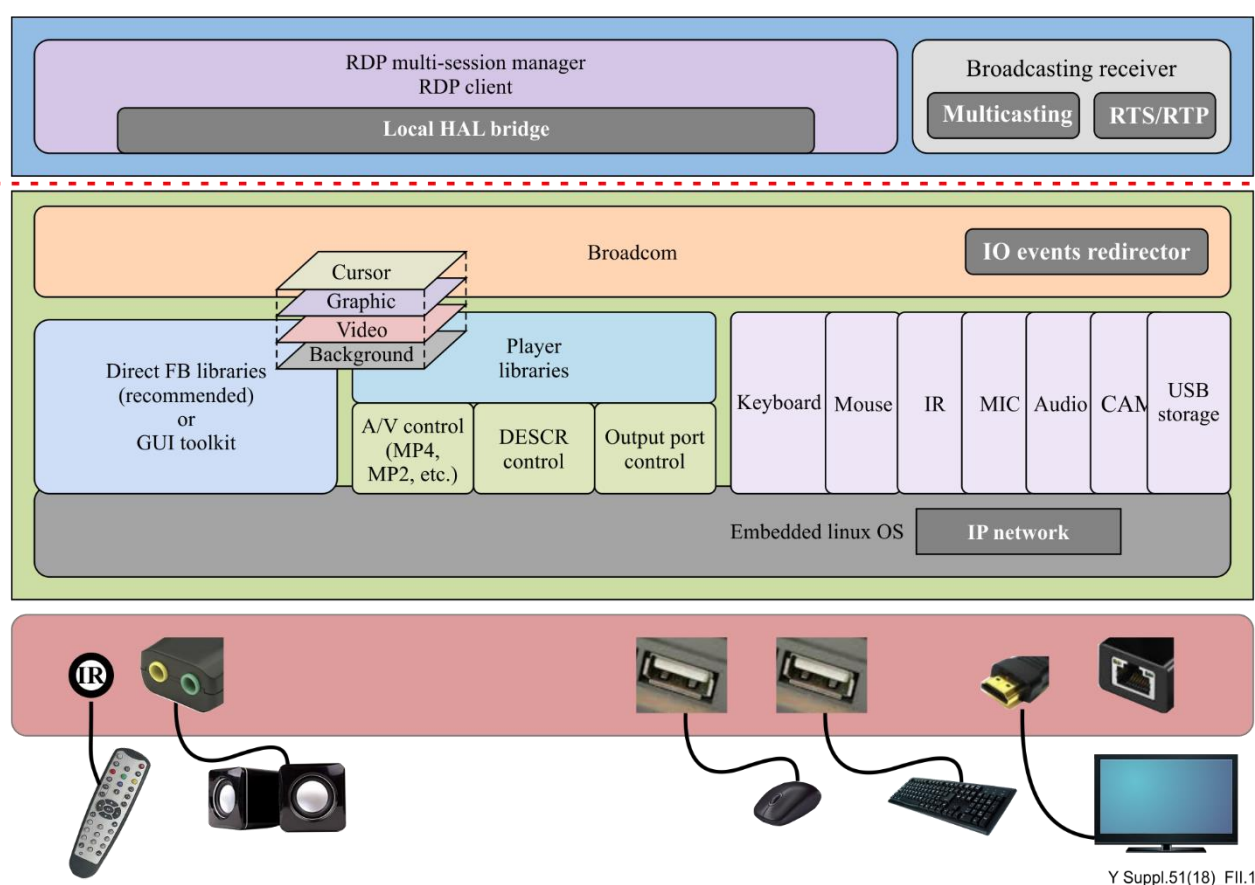 RDP multi-session manager
RDP client
Local HAL bridge
Broadcasting receiver
Multicasting
RTS/RTP
Broadcom
IO events redirector
Cursor
Graphic
Video
Background
Direct FB libraries
(recommended)
or
GUI toolkit
Player
libraries
A/V control
(MP4,
MP2, etc.)
DESCR
control
Output port
control
Keyboard
Mouse
IR
MIC
Audio
CAM
USB
storage
Embedded linux OS
IP network
IR
Y Suppl.51(18)_FII.1